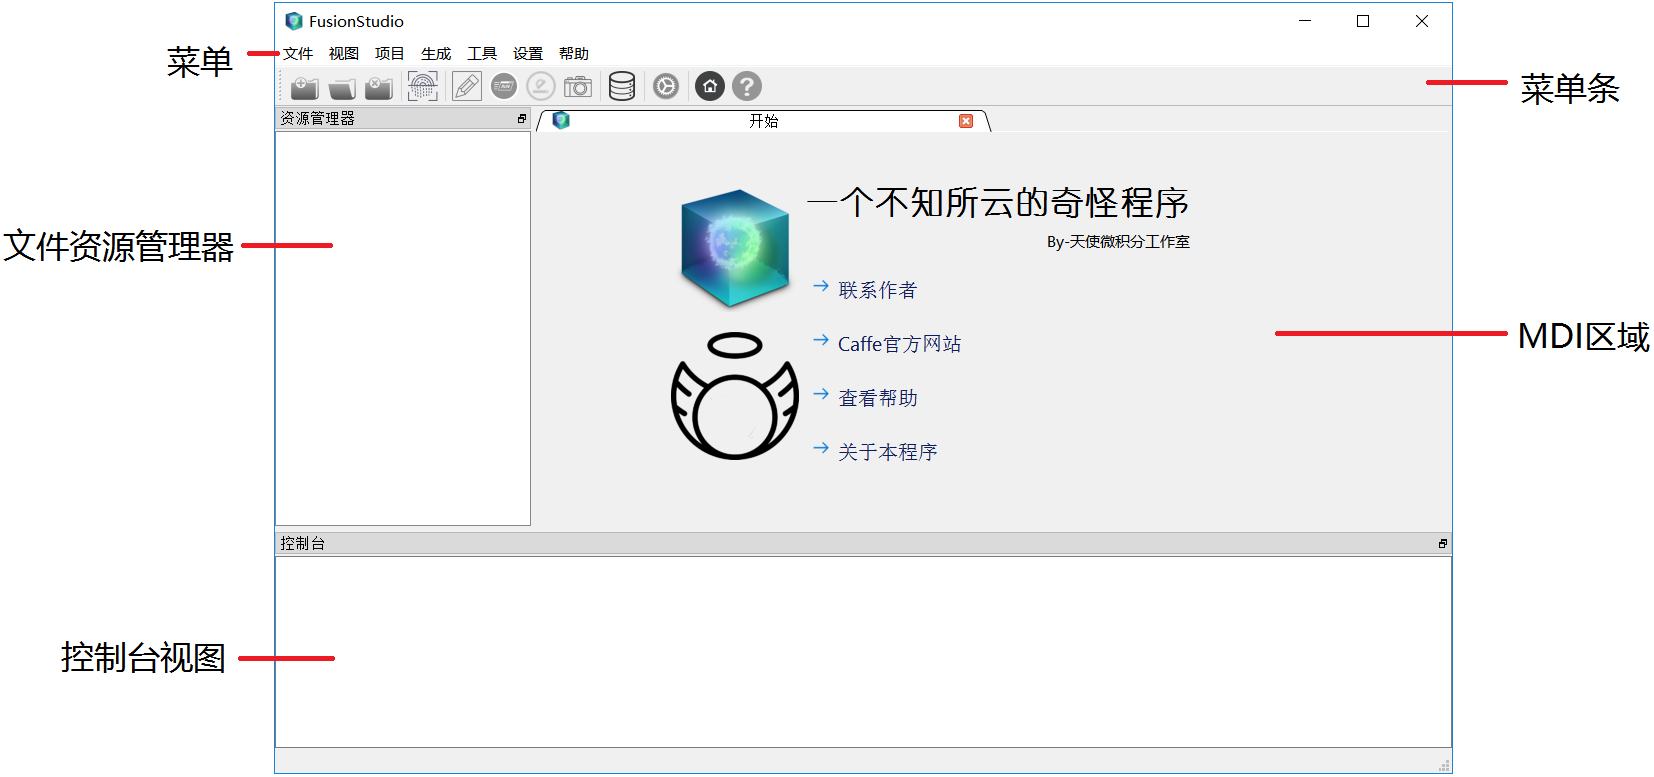 FusionStudio
菜单
文件 视图 项目 生成 工具 设置 帮助
菜单条
资源管理器
开始
一个不知所云的奇怪程序
By-天使微积分工作室
文件资源管理器
联系作者
MDI区域
Caffe官方网站
查看帮助
关于本程序
控制台
控制台视图